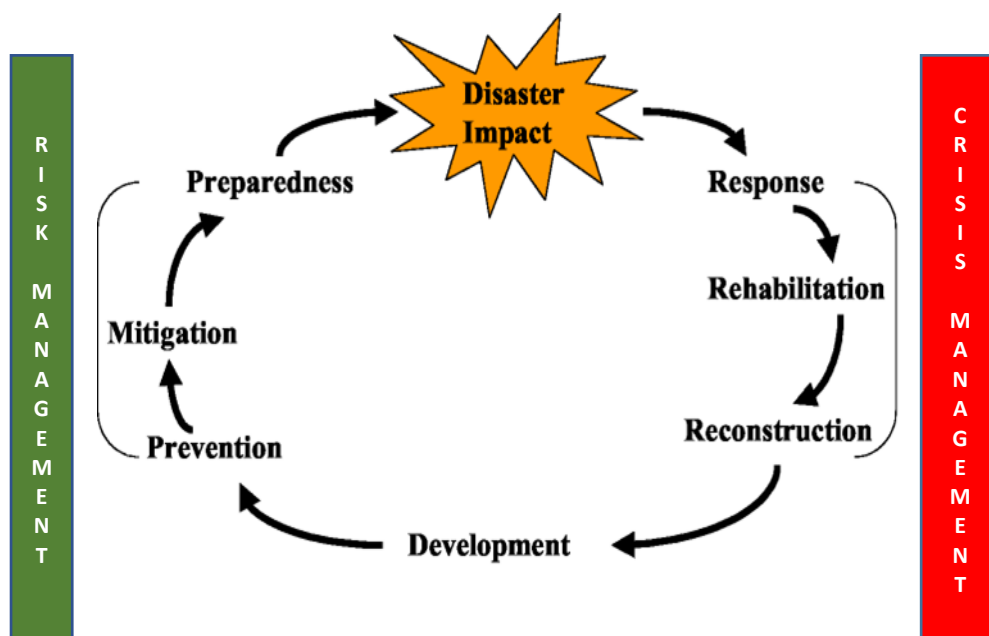 RISK MANAGEMENT
Disaster
Impact
Preparedness
Response
Mitigation
Rehabilitation
Prevention
Reconstruction
Development
CRISIS MANAGEMENT